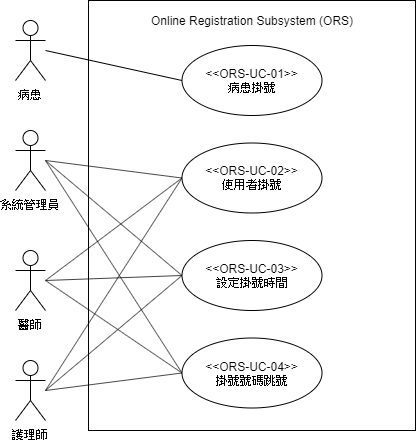 Online Registration Subsystem (ORS)
病患
<<ORS-UC-01>>
病患掛號
系統管理員
<<ORS-UC-02>>
使用者掛號
醫師
<<ORS-UC-03>>
設定掛號時間
護理師
<<ORS-UC-04>>
掛號號碼跳號